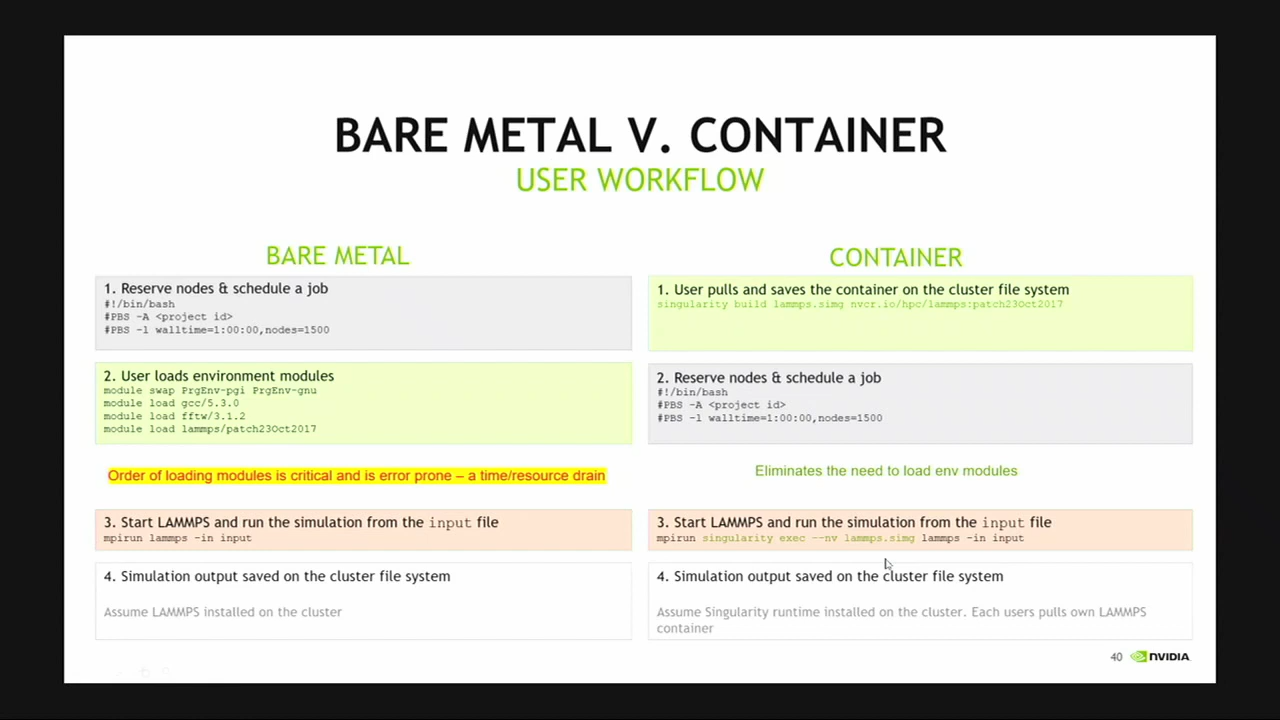 BARE METAL V. CONTAINER
USER WORKFLOW
BARE METAL
1. Reserve nodes & schedule a job
#!/bin/bash
#PBS -A <project id>
#PBS -l walltime=1:00:00,nodes=1500
2. User loads environment modules
module swap PrgEnv-pgi PrgEnv-gnu
module load gcc/5.3.0
module load fftw/3.1.2
module load lammps/patch23Oct2017
Order of loading modules is critical and is error prone – a time/resource drain
3. Start LAMMPS and run the simulation from the input file
mpirun lammps -in input
4. Simulation output saved on the cluster file system
Assume LAMMPS installed on the cluster
CONTAINER
1. User pulls and saves the container on the cluster file system
singularity build lammps.simg nvcr.io/hpc/lammps:patch23Oct2017
2. Reserve nodes & schedule a job
#!/bin/bash
#PBS -A <project id>
#PBS -l walltime=1:00:00,nodes=1500
Eliminates the need to load env modules
3. Start LAMMPS and run the simulation from the input file
mpirun singularity exec --nv lammps.simg lammps -in input
4. Simulation output saved on the cluster file system
Assume Singularity runtime installed on the cluster. Each users pulls own LAMMPS
container
40 NVIDIA